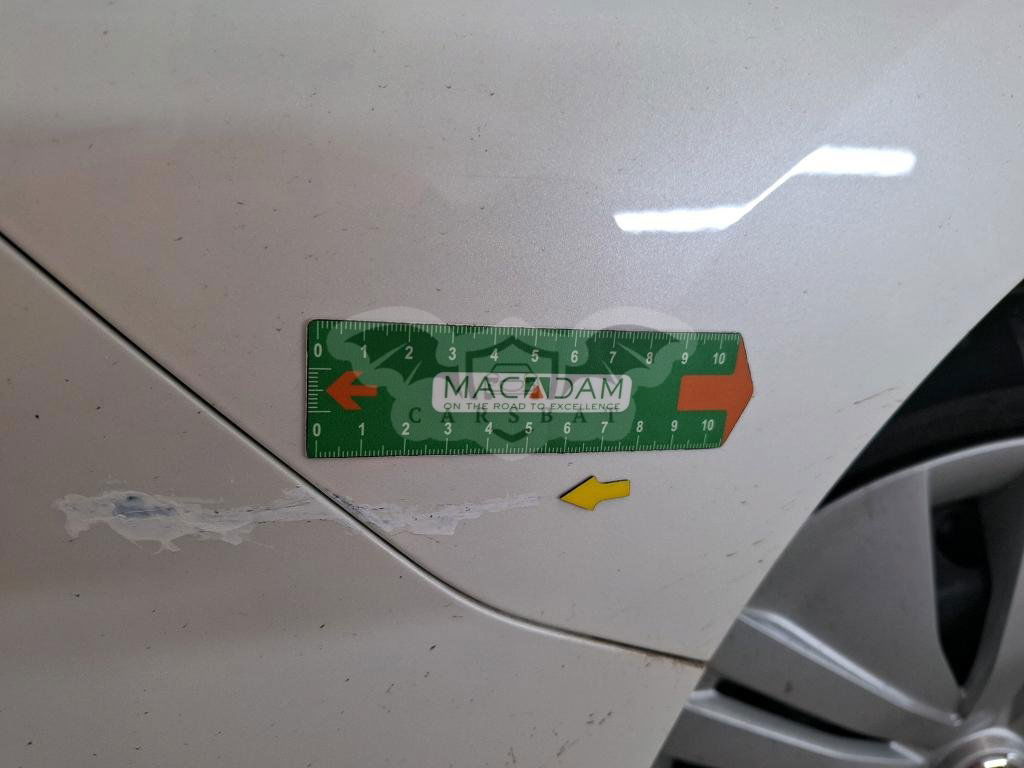 0 1 2 3 4 5 6 7 8 9 10
MACADAM
ON THE ROAD TO EXCELLENCE
CARSBAT
0 1 2 3 4 5 6 7 8 9 10